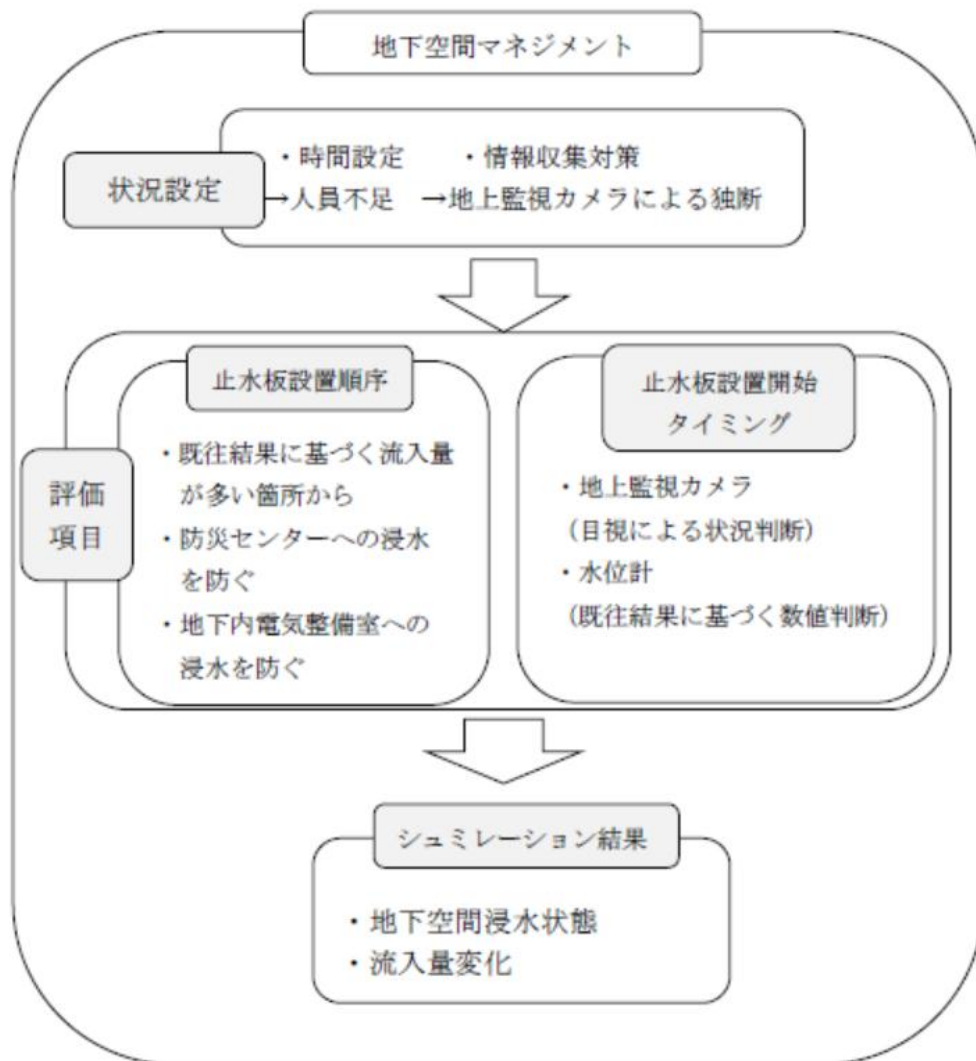 地下空間マネジメント
・時間設定　・情報収集対策
状況設定
→人員不足　→地上監視カメラによる独断
止水板設置順序
・既往結果に基づく流入量
が多い箇所から
・防災センターへの浸水
を防ぐ
・地下内電気整備室への
浸水を防ぐ
止水板設置開始
タイミング
・地上監視カメラ
（目視による状況判断）
・水位計
（既往結果に基づく数値判断）
評価
項目
シュミレーション結果
・地下空間浸水状態
・流入量変化